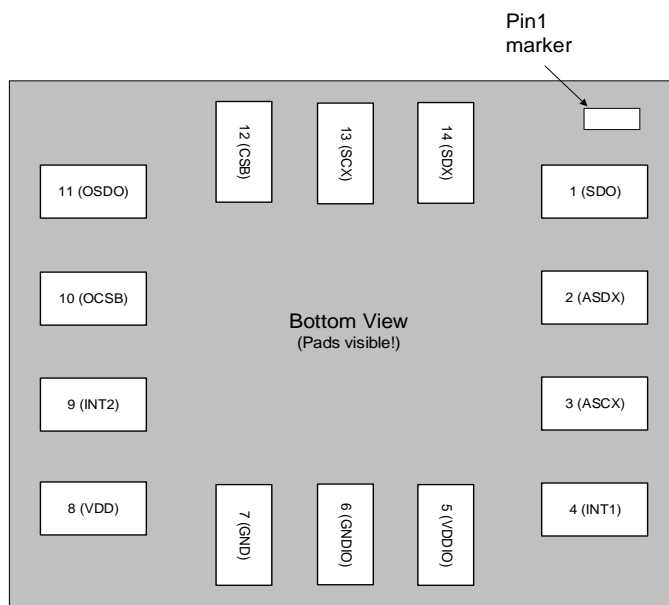 Pin1
marker
12 (CSB)
13 (SCX)
14 (SDX)
11 (OSDO)
1 (SDO)
10 (OCSB)
2 (ASDX)
Bottom View
(Pads visible!)
9 (INT2)
3 (ASCX)
8 (VDD)
7 (GND)
6 (GNDIO)
5 (VDDIO)
4 (INT1)